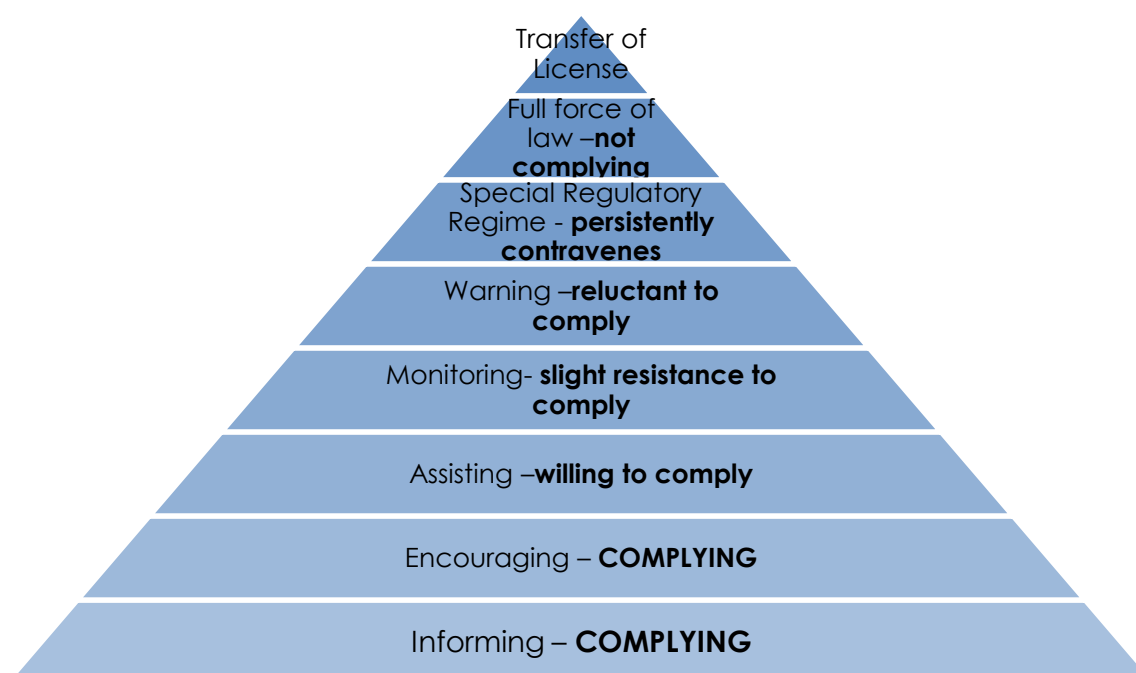 Transfer of
License
Full force of
law –not
complying
Special Regulatory
Regime - persistently
contravenes
Warning –reluctant to
comply
Monitoring- slight resistance to
comply
Assisting –willing to comply
Encouraging – COMPLYING
Informing – COMPLYING